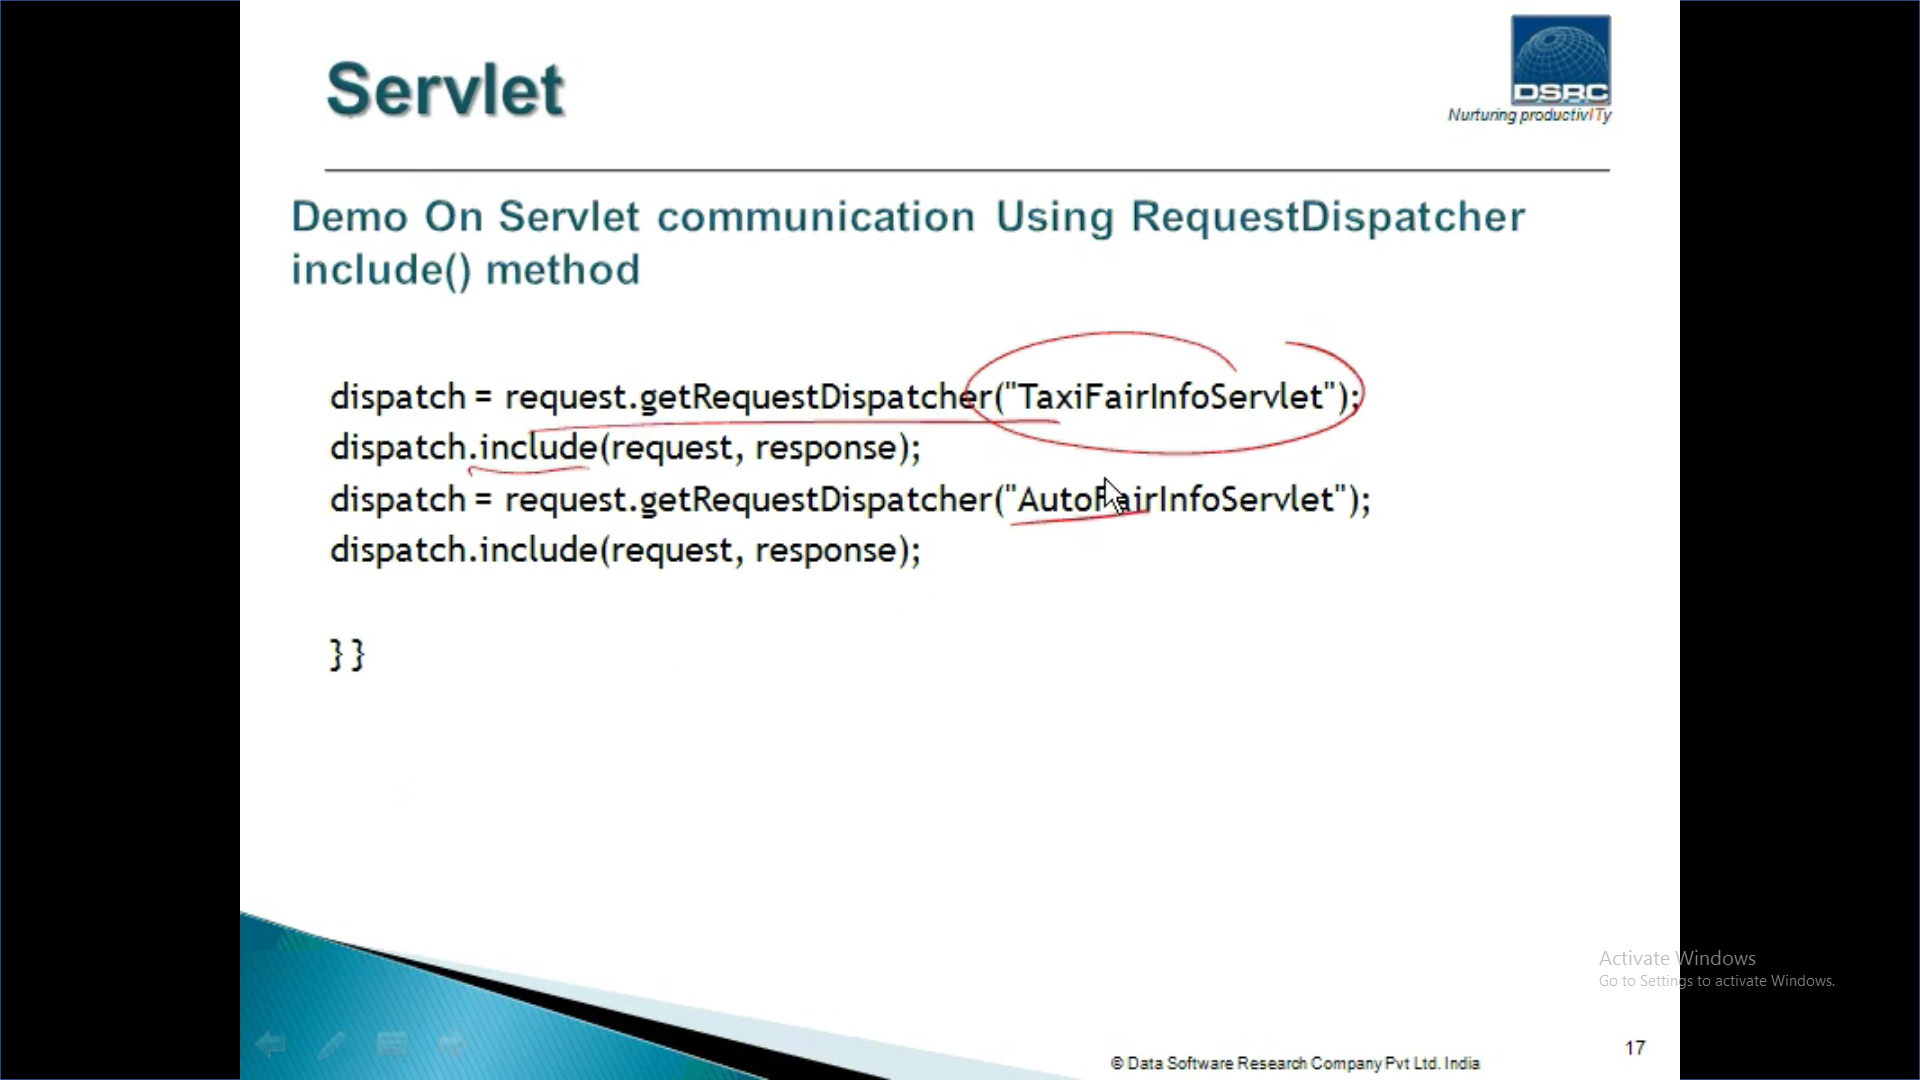 Servlet
DSRC
Nurturing productivITy
Demo On Servlet communication Using RequestDispatcher
include() method
dispatch = request.getRequestDispatcher("TaxiFairInfoServlet");
dispatch.include(request, response);
dispatch = request.getRequestDispatcher("AutoFairInfoServlet");
dispatch.include(request, response);
}}
Activate Windows
Go to Settings to activate Windows.
17
© Data Software Research Company Pvt Ltd. India